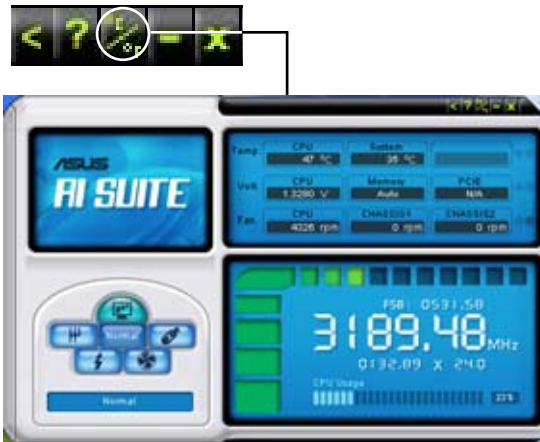 < ? °C/°F - x
< ? °C/°F - x
ASUS
AI SUITE
Temp. CPU System
47 °C 35 °C
Volt. CPU Memory PCIE
1.3280 V Auto N/A
Fan CPU CHASSIS1 CHASSIS2
4026 rpm 0 rpm 0 rpm
Normal
Normal
FSB: 0531.58
3189.48 MHz
0132.89 X 24.0
CPU Usage